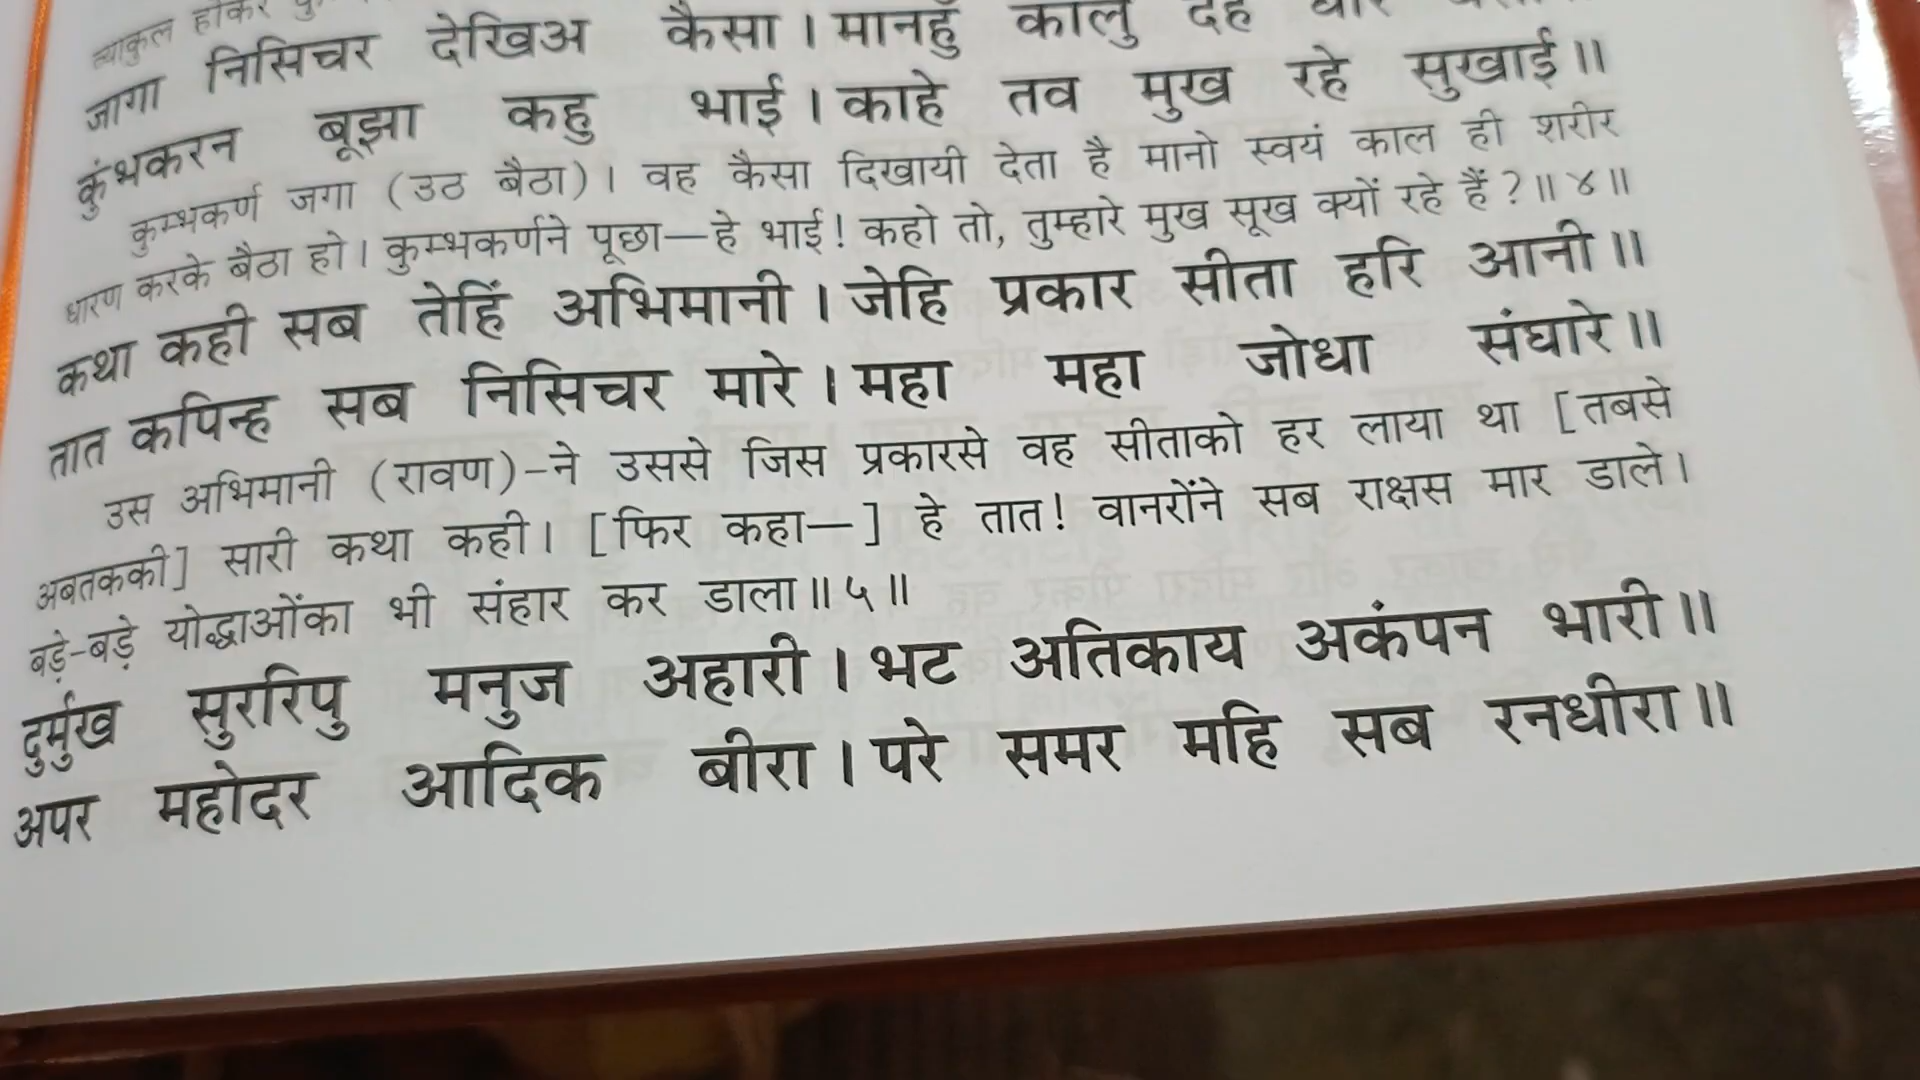 व्याकुल होकर
जागा निसिचर देखिअ कैसा। मानहुँ कालु देह
कुंभकरन बूझा कहु भाई। काहे तव मुख रहे सुखाई॥
कुम्भकर्ण जगा (उठ बैठा)। वह कैसा दिखायी देता है मानो स्वयं काल ही शरीर
धारण करके बैठा हो। कुम्भकर्णने पूछा—हे भाई! कहो तो, तुम्हारे मुख सूख क्यों रहे हैं?॥४॥
कथा कही सब तेहिं अभिमानी। जेहि प्रकार सीता हरि आनी॥
तात कपिन्ह सब निसिचर मारे। महा महा जोधा संघारे॥
उस अभिमानी (रावण)-ने उससे जिस प्रकारसे वह सीताको हर लाया था [तबसे
अबतककी] सारी कथा कही। [फिर कहा—] हे तात! वानरोंने सब राक्षस मार डाले।
बड़े-बड़े योद्धाओंका भी संहार कर डाला॥५॥
दुर्मुख सुररिपु मनुज अहारी। भट अतिकाय अकंपन भारी॥
अपर महोदर आदिक बीरा। परे समर महि सब रनधीरा॥